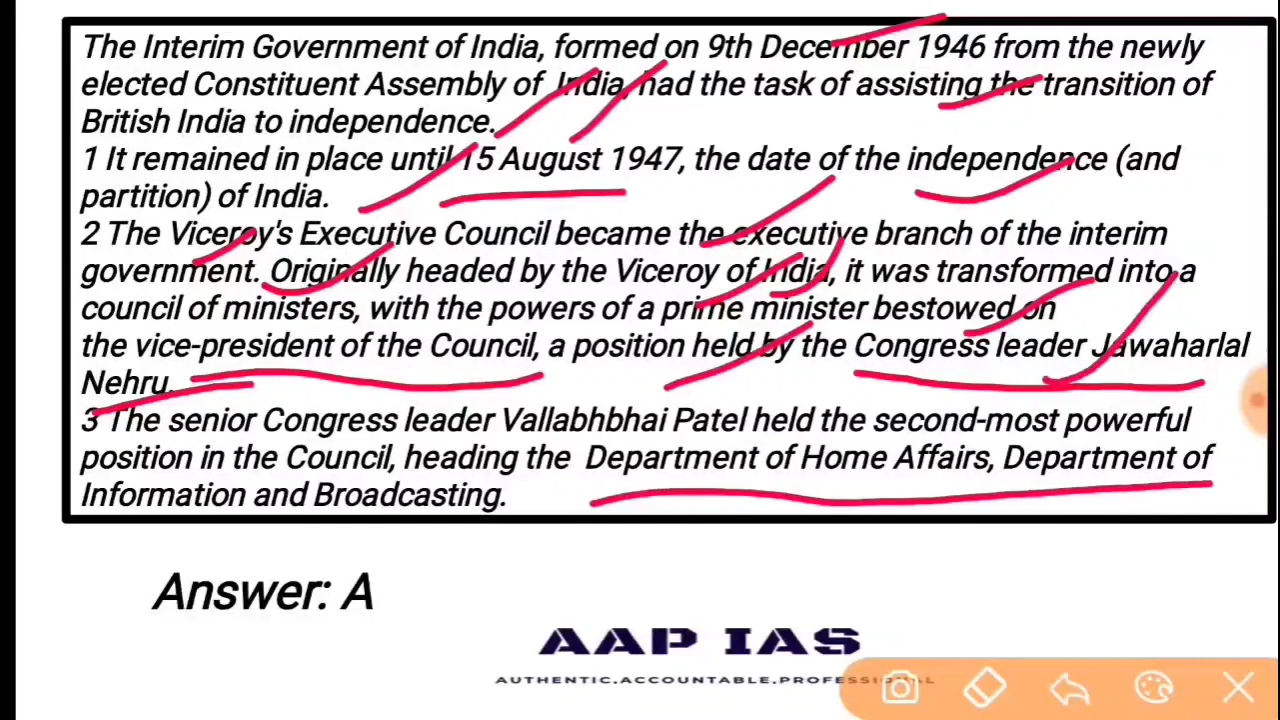 The Interim Government of India, formed on 9th December 1946 from the newly
elected Constituent Assembly of India, had the task of assisting the transition of
British India to independence.
1 It remained in place until 15 August 1947, the date of the independence (and
partition) of India.
2 The Viceroy's Executive Council became the executive branch of the interim
government. Originally headed by the Viceroy of India, it was transformed into a
council of ministers, with the powers of a prime minister bestowed on
the vice-president of the Council, a position held by the Congress leader Jawaharlal
Nehru.
3 The senior Congress leader Vallabhbhai Patel held the second-most powerful
position in the Council, heading the Department of Home Affairs, Department of
Information and Broadcasting.
Answer: A
AAP IAS
AUTHENTIC.ACCOUNTABLE.PROFESSIONAL